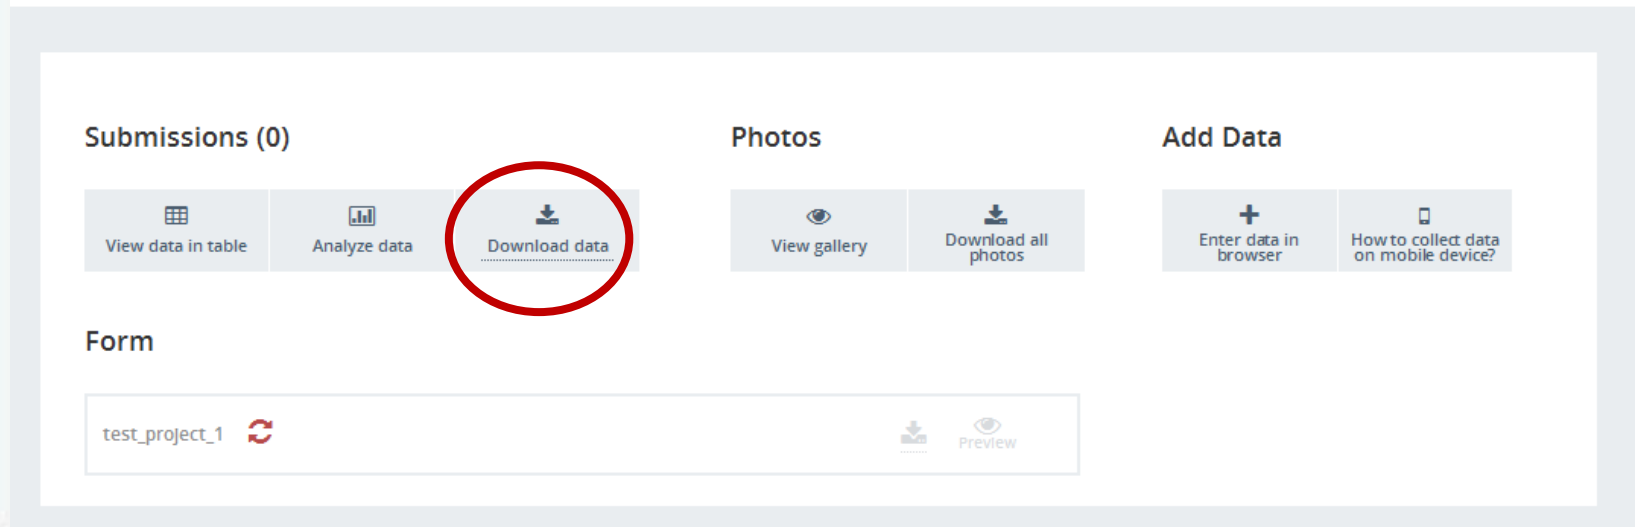 Submissions (0)
Photos
Add Data
View data in table
Analyze data
Download data
View gallery
Download all
photos
Enter data in
browser
How to collect data
on mobile device?
Form
test_project_1
Preview